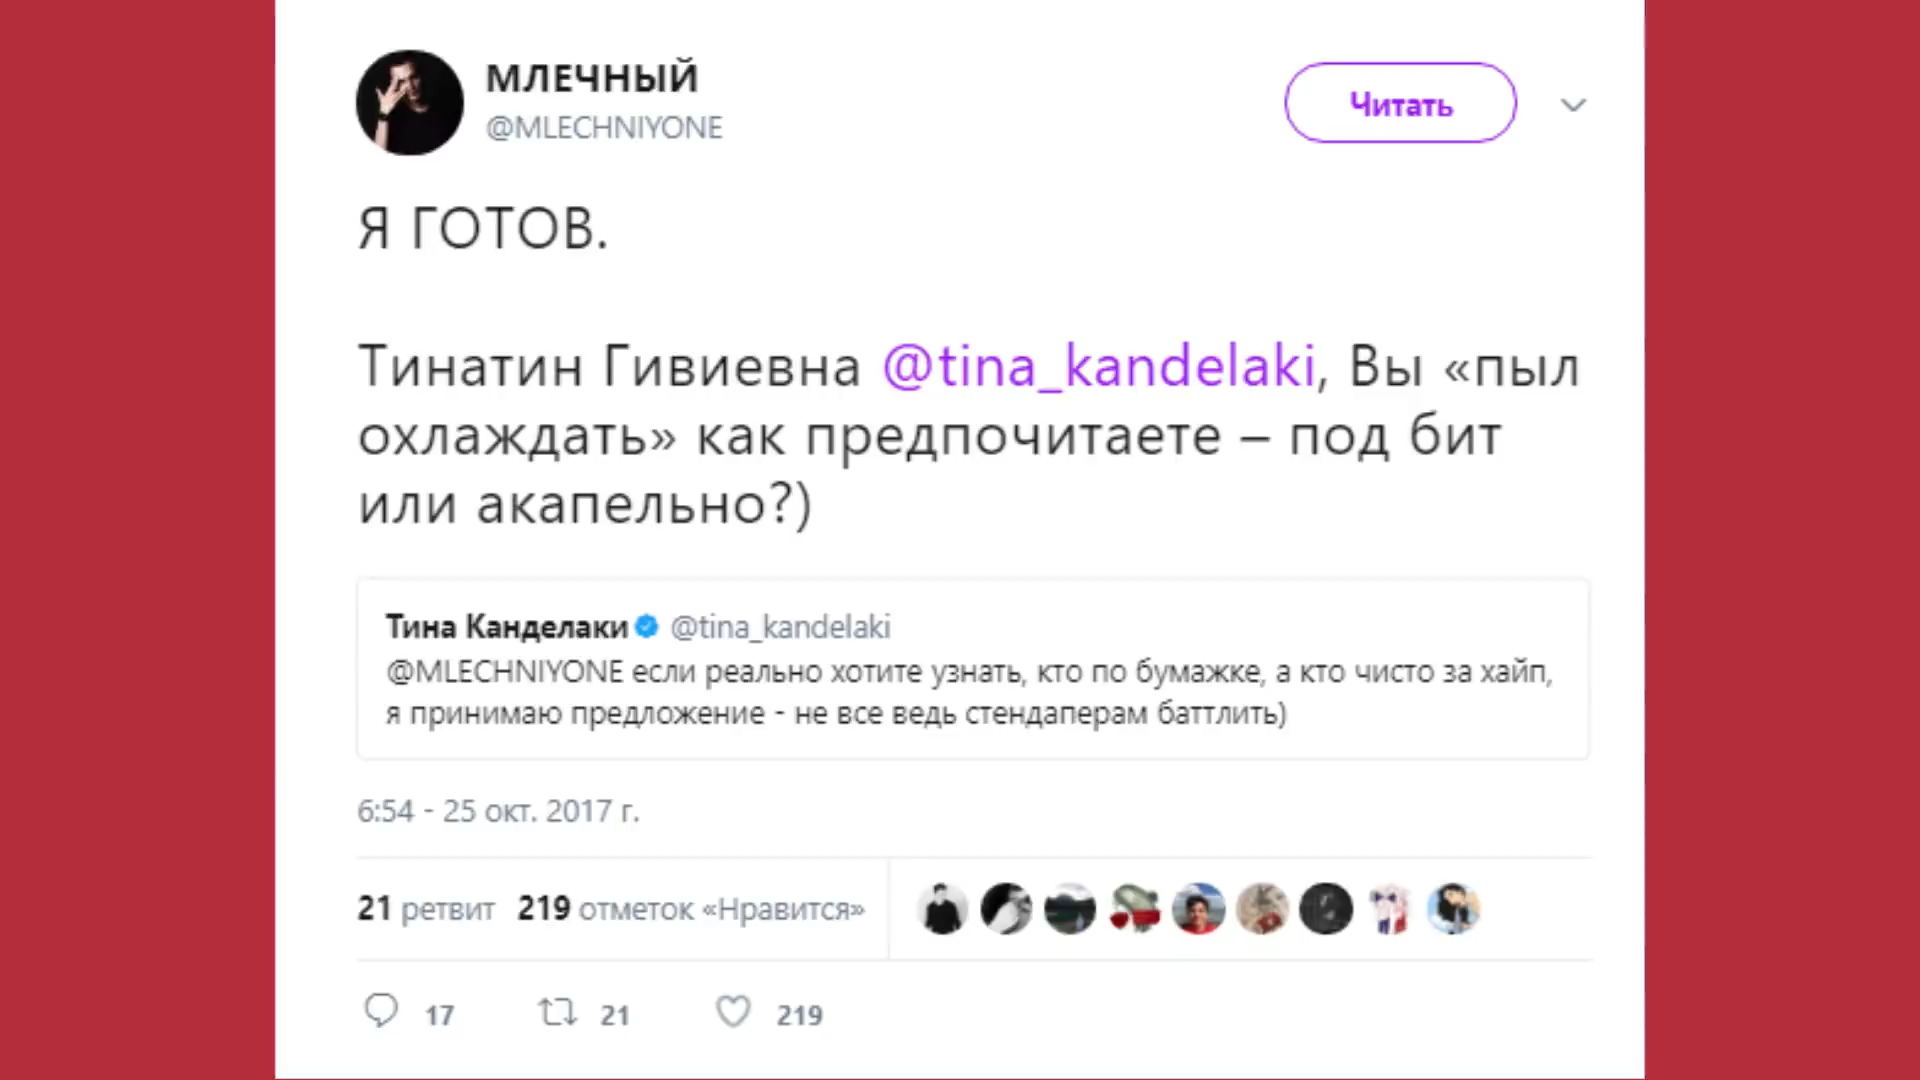 МЛЕЧНЫЙ
@MLECHNIYONE
Читать
Я ГОТОВ.
Тинатин Гивиевна @tina_kandelaki, Вы «пыл
охлаждать» как предпочитаете – под бит
или акапельно?)
Тина Канделаки @tina_kandelaki
@MLECHNIYONE если реально хотите узнать, кто по бумажке, а кто чисто за хайп,
я принимаю предложение - не все ведь стендаперам баттлить)
6:54 - 25 окт. 2017 г.
21 ретвит 219 отметок «Нравится»
17 21 219